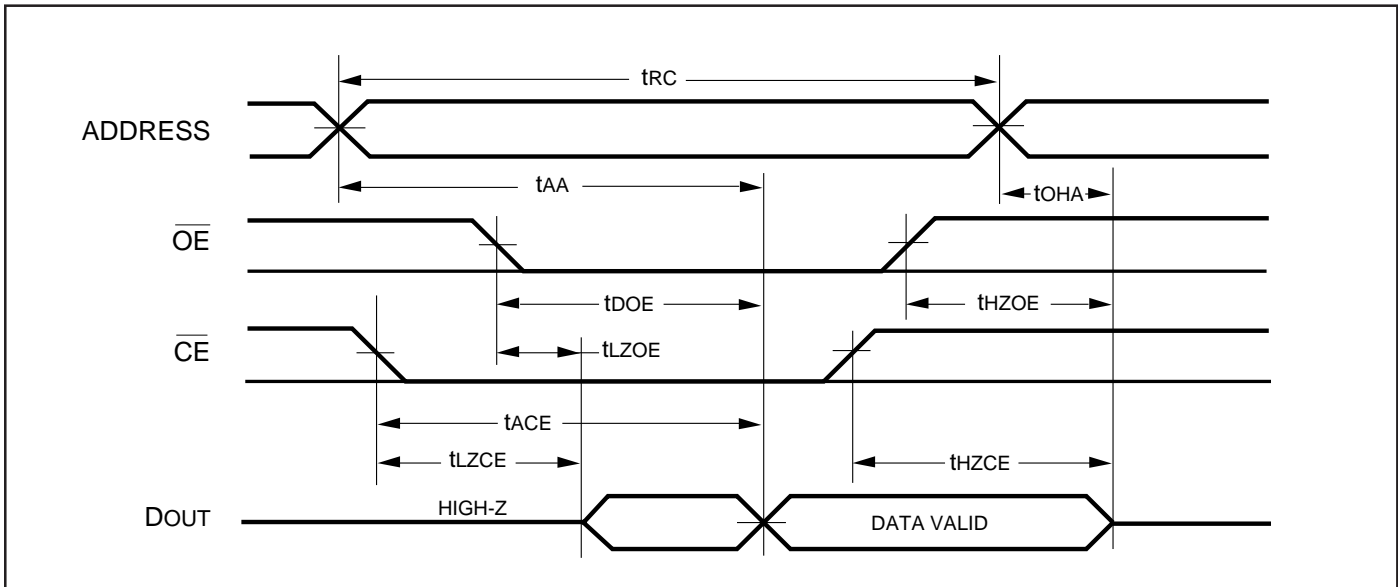 tRC
ADDRESS
tAA
tOHA
OE
tDOE
tHZOE
CE
tLZOE
tACE
tLZCE
tHZCE
HIGH-Z
DOUT
DATA VALID